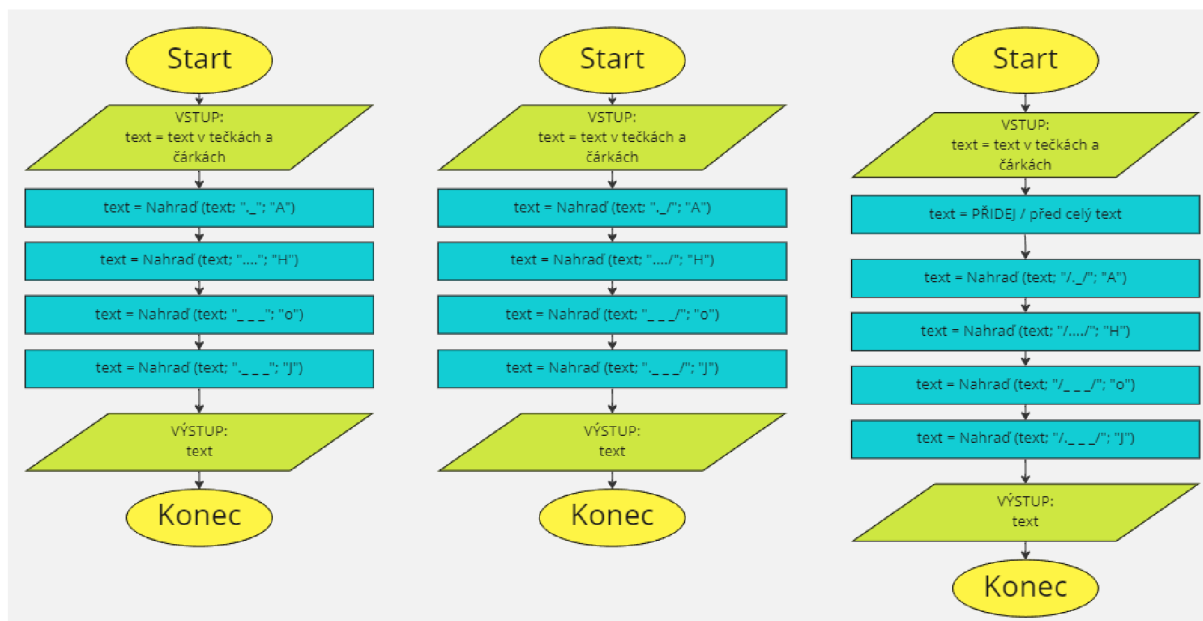 Start
VSTUP:
text = text v tečkách a
čárkách
text = Nahraď (text; "._"; "A")
text = Nahraď (text; "...."; "H")
text = Nahraď (text; "_ _ _"; "o")
text = Nahraď (text; "._ _ _"; "J")
VÝSTUP:
text
Konec
Start
VSTUP:
text = text v tečkách a
čárkách
text = Nahraď (text; "._/"; "A")
text = Nahraď (text; "..../"; "H")
text = Nahraď (text; "_ _ _/"; "o")
text = Nahraď (text; "._ _ _/"; "J")
VÝSTUP:
text
Konec
Start
VSTUP:
text = text v tečkách a
čárkách
text = PŘIDEJ / před celý text
text = Nahraď (text; "/._/"; "A")
text = Nahraď (text; "/..../"; "H")
text = Nahraď (text; "/_ _ _/"; "o")
text = Nahraď (text; "/._ _ _/"; "J")
VÝSTUP:
text
Konec